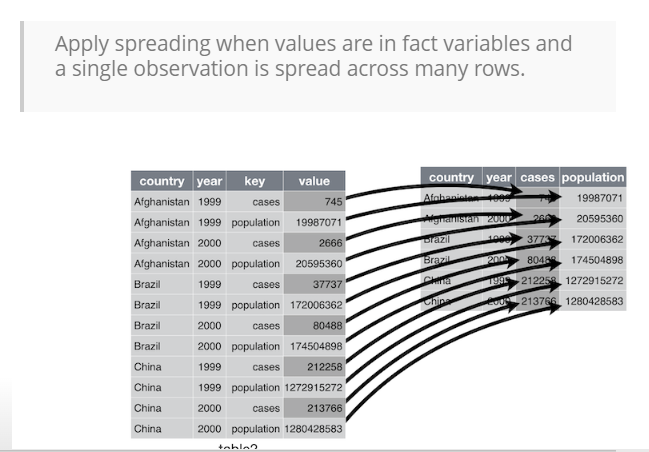 Apply spreading when values are in fact variables and
a single observation is spread across many rows.
country year key value
Afghanistan 1999 cases 745
Afghanistan 1999 population 19987071
Afghanistan 2000 cases 2666
Afghanistan 2000 population 20595360
Brazil 1999 cases 37737
Brazil 1999 population 172006362
Brazil 2000 cases 80488
Brazil 2000 population 174504898
China 1999 cases 212258
China 1999 population 1272915272
China 2000 cases 213766
China 2000 population 1280428583
country year cases population
Afghanistan 1999 745 19987071
Afghanistan 2000 2666 20595360
Brazil 1999 37737 172006362
Brazil 2000 80488 174504898
China 1999 212258 1272915272
China 2000 213766 1280428583